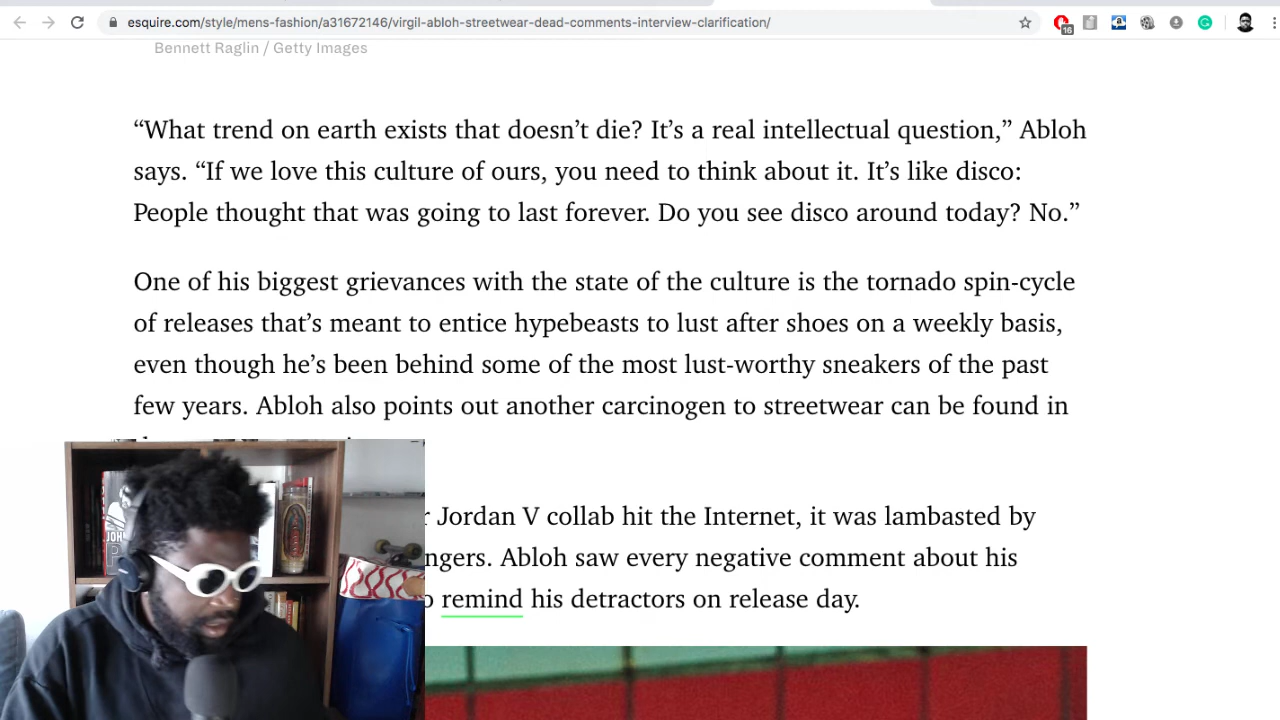 esquire.com/style/mens-fashion/a31672146/virgil-abloh-streetwear-dead-comments-interview-clarification/
16
Bennett Raglin / Getty Images
“What trend on earth exists that doesn’t die? It’s a real intellectual question,” Abloh
says. “If we love this culture of ours, you need to think about it. It’s like disco:
People thought that was going to last forever. Do you see disco around today? No.”
One of his biggest grievances with the state of the culture is the tornado spin-cycle
of releases that’s meant to entice hypebeasts to lust after shoes on a weekly basis,
even though he’s been behind some of the most lust-worthy sneakers of the past
few years. Abloh also points out another carcinogen to streetwear can be found in
Jordan V collab hit the Internet, it was lambasted by
ngers. Abloh saw every negative comment about his
remind his detractors on release day.